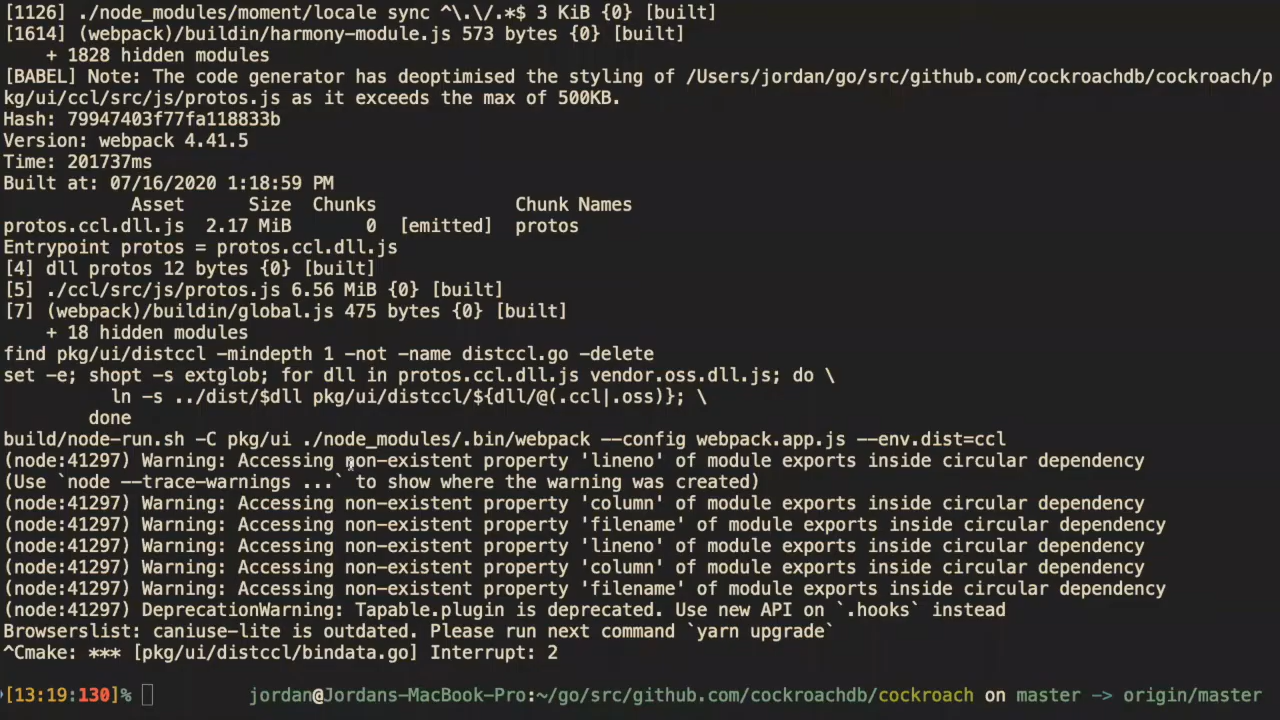 [1126] ./node_modules/moment/locale sync ^\.\/.*$ 3 KiB {0} [built]
[1614] (webpack)/buildin/harmony-module.js 573 bytes {0} [built]
    + 1828 hidden modules
[BABEL] Note: The code generator has deoptimised the styling of /Users/jordan/go/src/github.com/cockroachdb/cockroach/p
kg/ui/ccl/src/js/protos.js as it exceeds the max of 500KB.
Hash: 79947403f77fa118833b
Version: webpack 4.41.5
Time: 201737ms
Built at: 07/16/2020 1:18:59 PM
            Asset      Size  Chunks             Chunk Names
protos.ccl.dll.js  2.17 MiB       0  [emitted]  protos
Entrypoint protos = protos.ccl.dll.js
[4] dll protos 12 bytes {0} [built]
[5] ./ccl/src/js/protos.js 6.56 MiB {0} [built]
[7] (webpack)/buildin/global.js 475 bytes {0} [built]
    + 18 hidden modules
find pkg/ui/distccl -mindepth 1 -not -name distccl.go -delete
set -e; shopt -s extglob; for dll in protos.ccl.dll.js vendor.oss.dll.js; do \
          ln -s ../dist/$dll pkg/ui/distccl/${dll/@(.ccl|.oss)}; \
        done
build/node-run.sh -C pkg/ui ./node_modules/.bin/webpack --config webpack.app.js --env.dist=ccl
(node:41297) Warning: Accessing non-existent property 'lineno' of module exports inside circular dependency
(Use `node --trace-warnings ...` to show where the warning was created)
(node:41297) Warning: Accessing non-existent property 'column' of module exports inside circular dependency
(node:41297) Warning: Accessing non-existent property 'filename' of module exports inside circular dependency
(node:41297) Warning: Accessing non-existent property 'lineno' of module exports inside circular dependency
(node:41297) Warning: Accessing non-existent property 'column' of module exports inside circular dependency
(node:41297) Warning: Accessing non-existent property 'filename' of module exports inside circular dependency
(node:41297) DeprecationWarning: Tapable.plugin is deprecated. Use new API on `.hooks` instead
Browserslist: caniuse-lite is outdated. Please run next command `yarn upgrade`
^Cmake: *** [pkg/ui/distccl/bindata.go] Interrupt: 2
[13:19:130]%         jordan@Jordans-MacBook-Pro:~/go/src/github.com/cockroachdb/cockroach on master -> origin/master